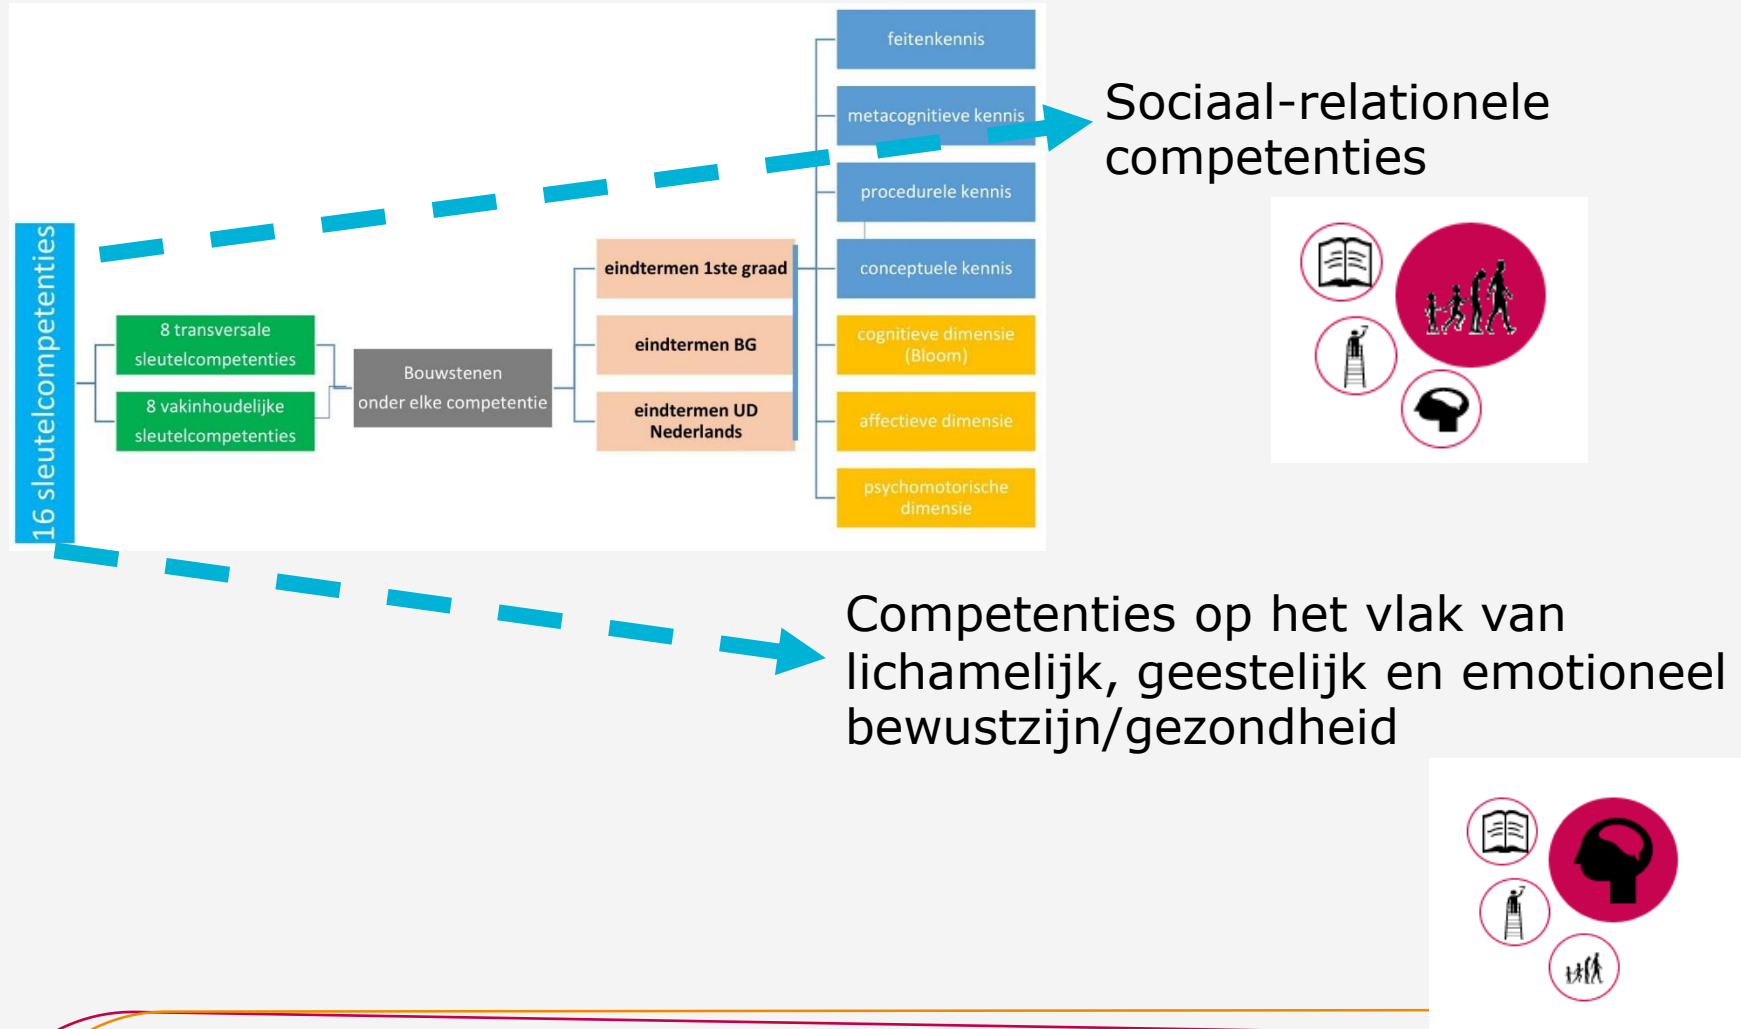 16 sleutelcompetenties
8 transversale
sleutelcompetenties
8 vakinhoudelijke
sleutelcompetenties
Bouwstenen
onder elke competentie
eindtermen 1ste graad
eindtermen BG
eindtermen UD
Nederlands
feitenkennis
metacognitieve kennis
procedurele kennis
conceptuele kennis
cognitieve dimensie
(Bloom)
affectieve dimensie
psychomotorische
dimensie
Sociaal-relationele
competenties
Competenties op het vlak van
lichamelijk, geestelijk en emotioneel
bewustzijn/gezondheid